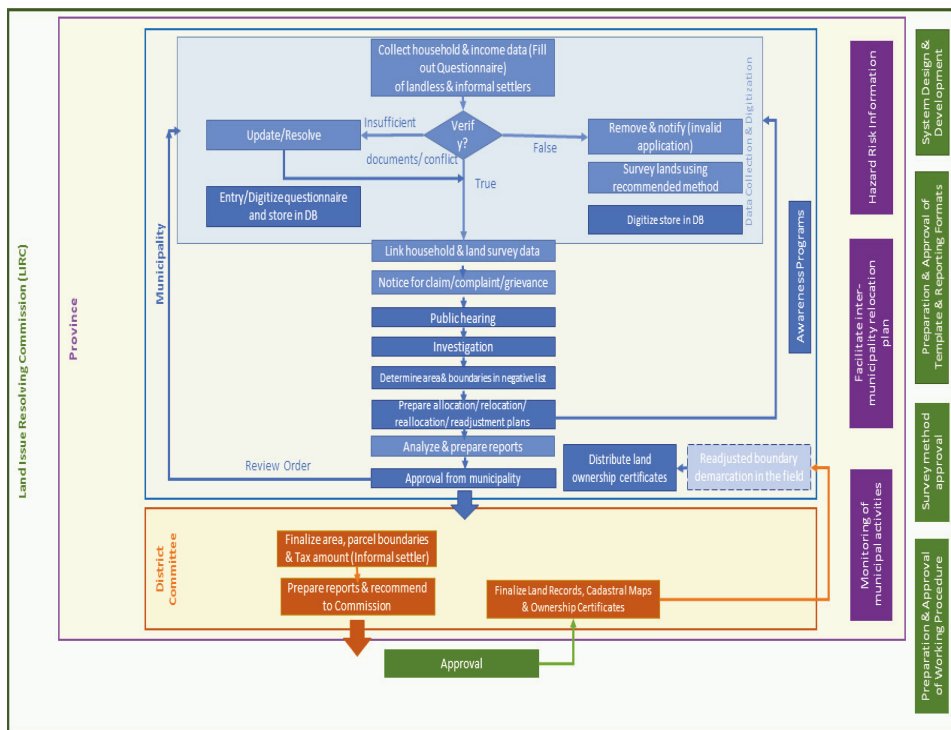 Land Issue Resolving Commission (LIRC)
Province
Municipality
Collect household & income data (Fill
out Questionnaire)
of landless & informal settlers
Insufficient
Verif
y?
False
Update/Resolve
documents/ conflict
True
Remove & notify (invalid
application)
Survey lands using
recommended method
Entry/Digitize questionnaire
and store in DB
Digitize store in DB
Data Collection & Digitization
Link household & land survey data
Notice for claim/complaint/grievance
Public hearing
Investigation
Determine area & boundaries in negative list
Prepare allocation/relocation/
reallocation/ readjustment plans
Analyze & prepare reports
Review Order
Approval from municipality
Distribute land
ownership certificates
Readjusted boundary
demarcation in the field
Awareness Programs
District
Committee
Finalize area, parcel boundaries
& Tax amount (Informal settler)
Prepare reports & recommend
to Commission
Finalize Land Records, Cadastral Maps
& Ownership Certificates
Approval
Hazard Risk Information
Facilitate inter-
municipality relocation
plan
Monitoring of
municipal activities
System Design &
Development
Preparation & Approval of
Template & Reporting Formats
Survey method
approval
Preparation & Approval
of Working Procedure